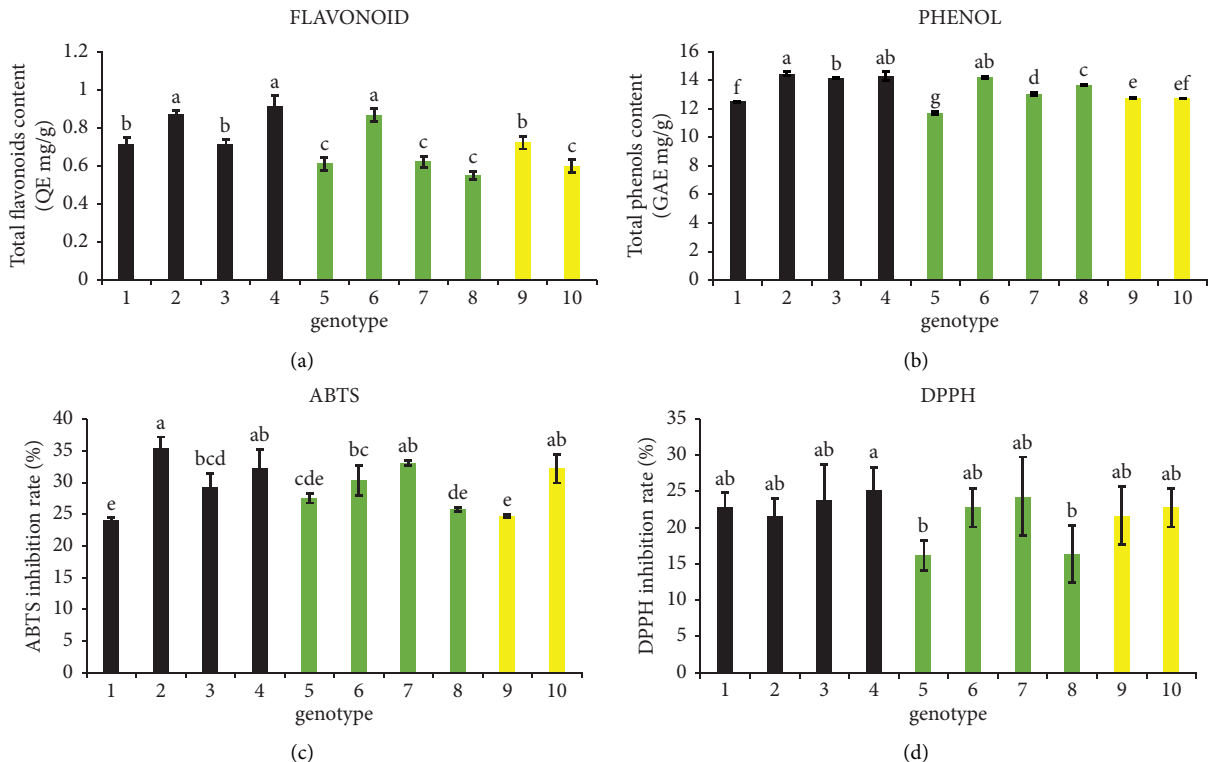 FLAVONOID
Total flavonoids content
(QE mg/g)
1.2
1
0.8
0.6
0.4
0.2
0
b a b a c a c c b c
1 2 3 4 5 6 7 8 9 10
genotype
(a)
PHENOL
Total phenols content
(GAE mg/g)
16
14
12
10
8
6
4
2
0
f a b ab g ab d c e ef
1 2 3 4 5 6 7 8 9 10
genotype
(b)
ABTS
ABTS inhibition rate (%)
40
35
30
25
20
15
10
5
0
e a bcd ab cde bc ab de e ab
1 2 3 4 5 6 7 8 9 10
genotype
(c)
DPPH
DPPH inhibition rate (%)
35
30
25
20
15
10
5
0
ab ab ab a b ab ab b ab ab
1 2 3 4 5 6 7 8 9 10
genotype
(d)